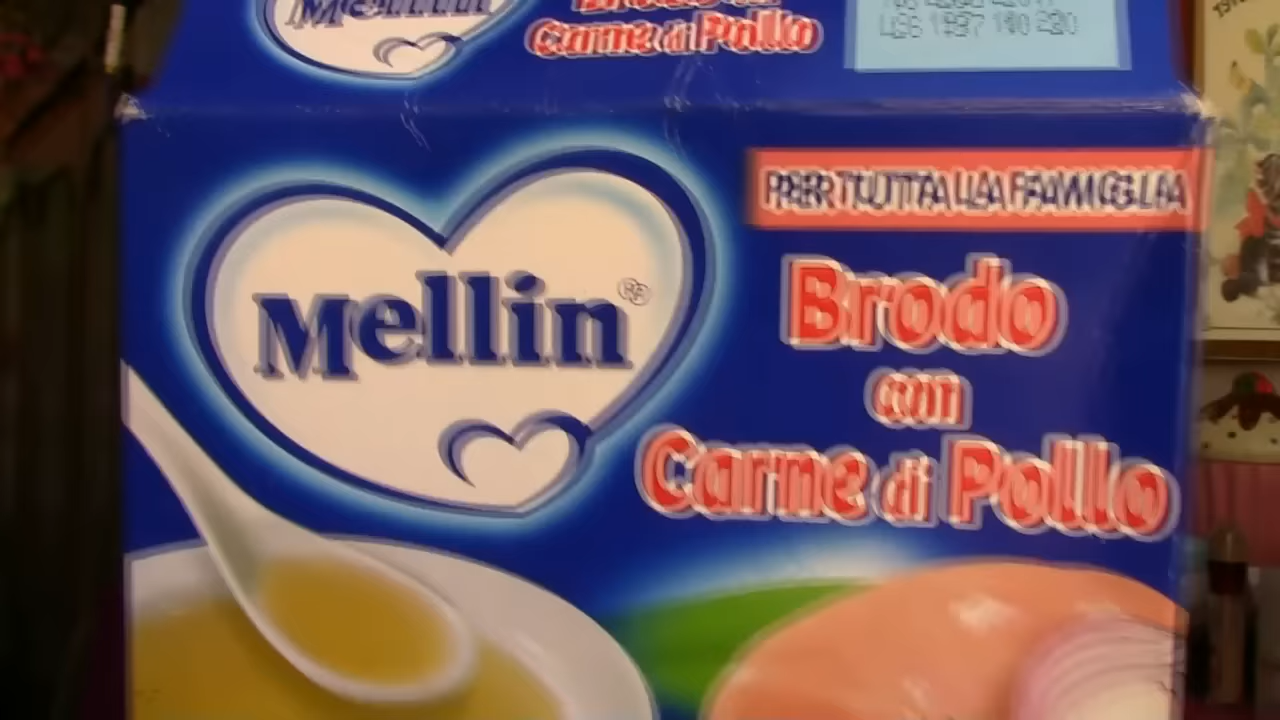 Mellin
Carne di Pollo
PER TUTTA LA FAMIGLIA
Mellin®
Brodo
con
Carne di Pollo